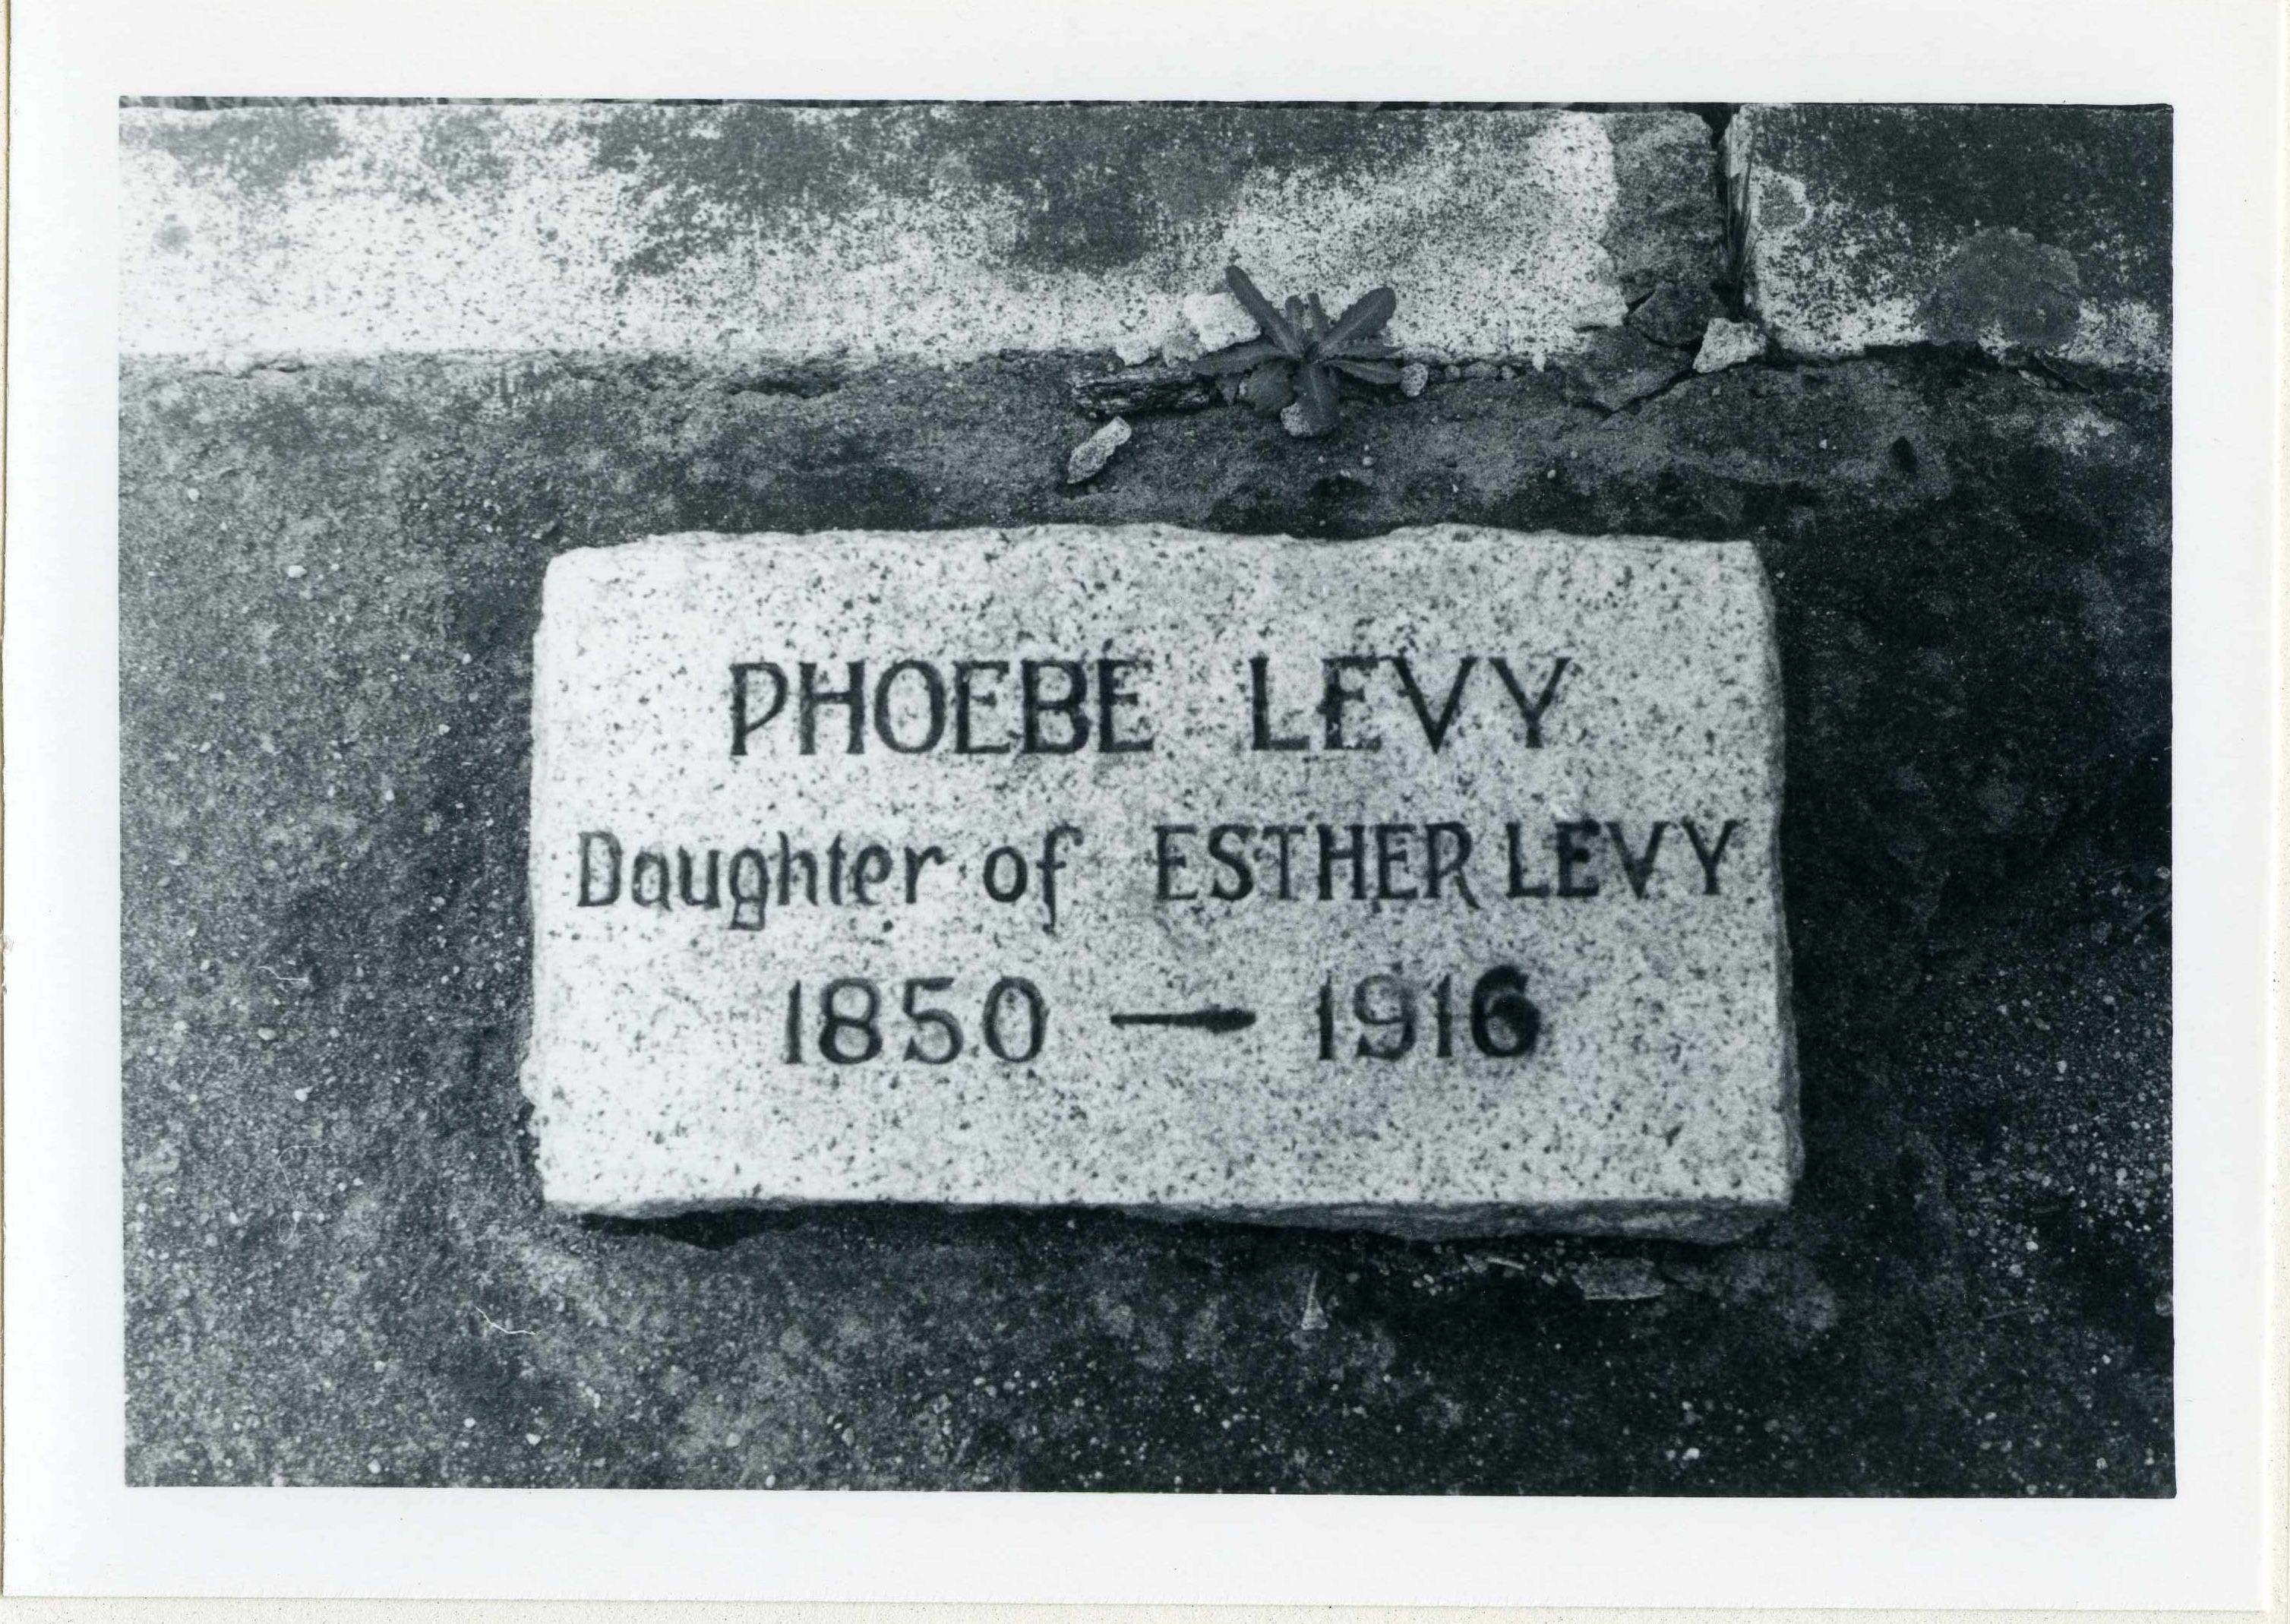 PHOEBE LEVY
Daughter of ESTHER LEVY
1850 — 1916